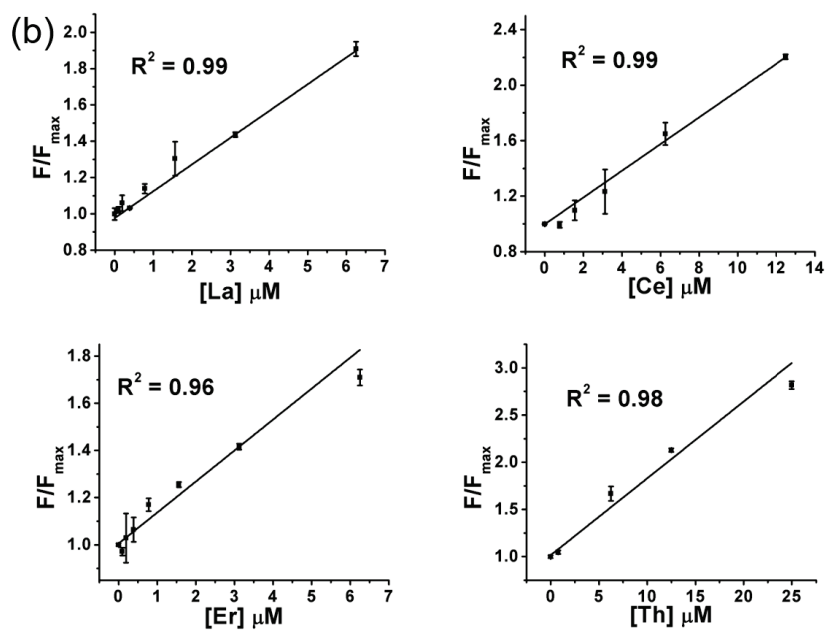 (b)
R² = 0.99
F/Fmax
2.0
1.8
1.6
1.4
1.2
1.0
0.8
0 1 2 3 4 5 6 7
[La] µM
R² = 0.99
F/Fmax
2.4
2.0
1.6
1.2
0.8
0 2 4 6 8 10 12 14
[Ce] µM
R² = 0.96
F/Fmax
1.8
1.6
1.4
1.2
1.0
0 1 2 3 4 5 6 7
[Er] µM
R² = 0.98
F/Fmax
3.0
2.5
2.0
1.5
1.0
0 5 10 15 20 25
[Th] µM